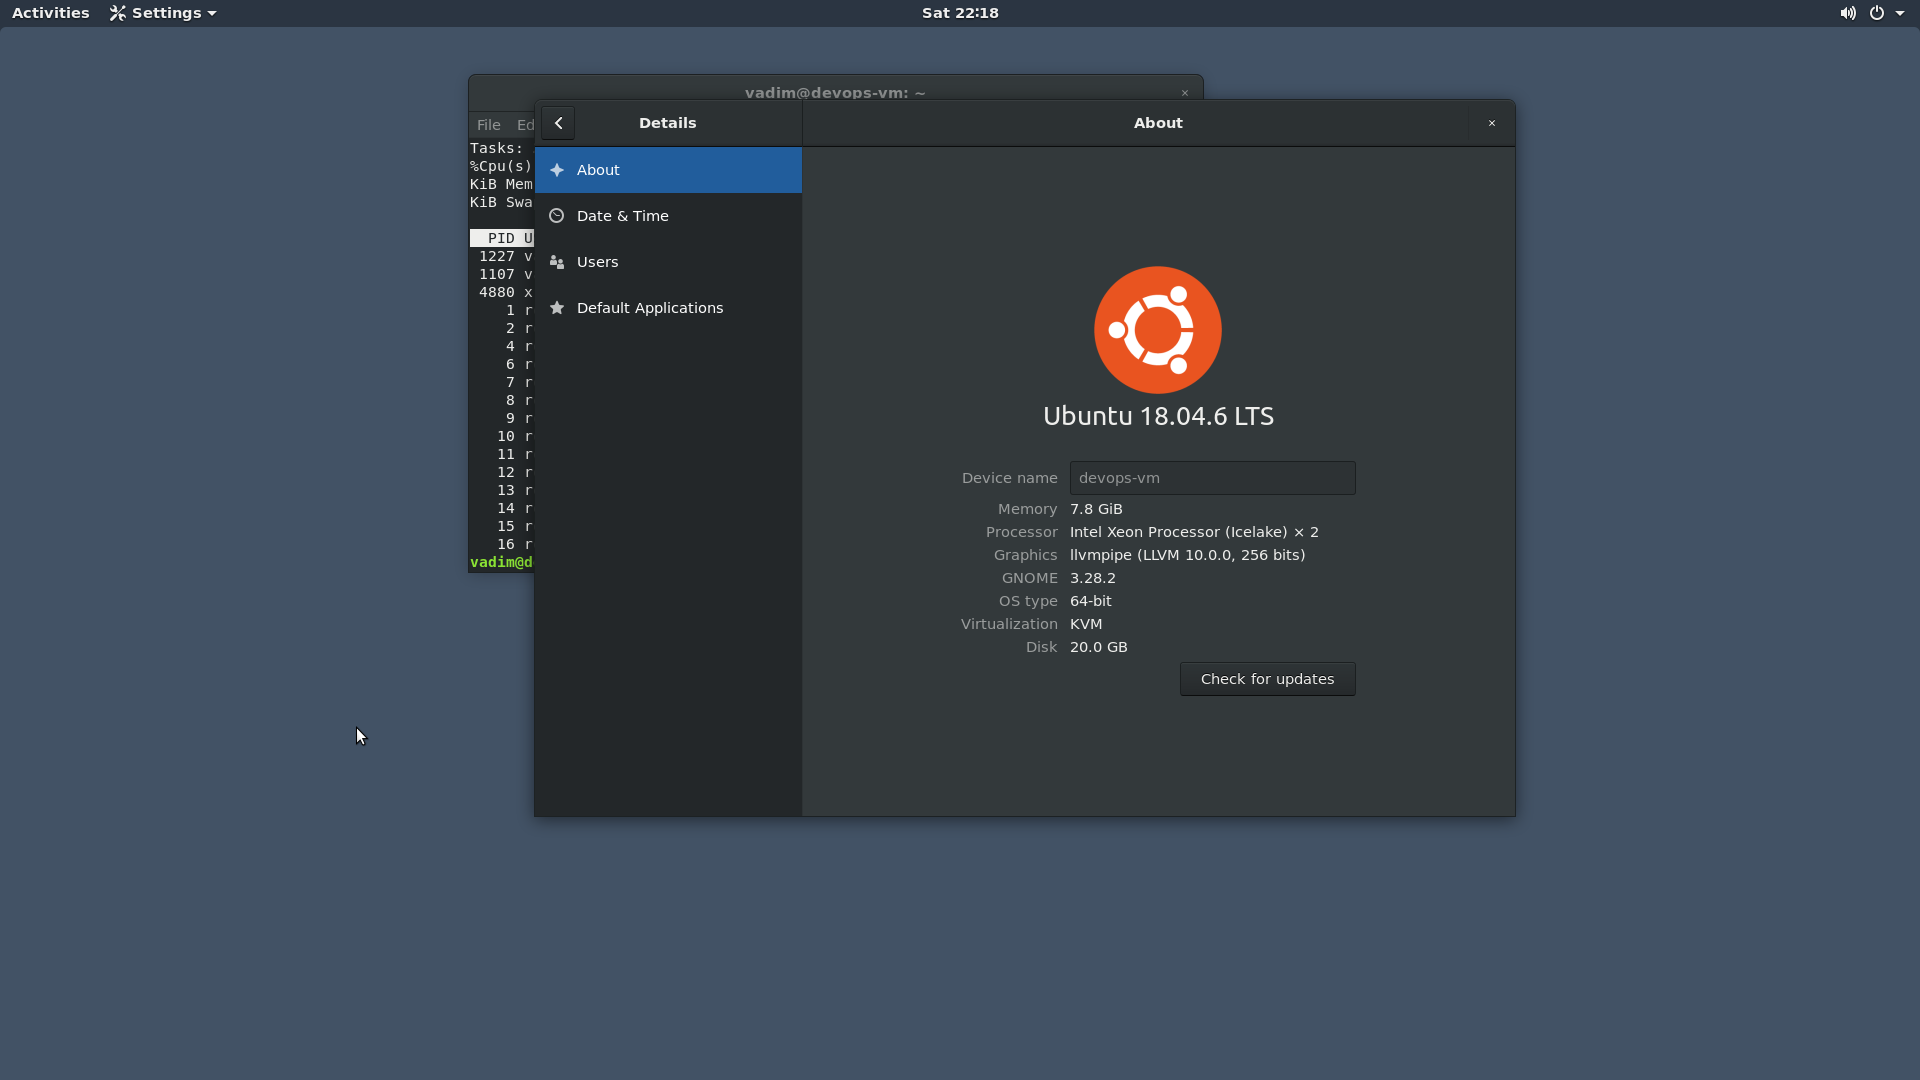 Activities Settings Sat 22:18
vadim@devops-vm: ~
File
Tasks:
%Cpu(s)
KiB Mem
KiB Swa
PID U
1227 v
1107 v
4880 x
1 r
2 r
4 r
6 r
7 r
8 r
9 r
10 r
11 r
12 r
13 r
14 r
15 r
16 r
vadim@d
Details
About
About
Date & Time
Users
Default Applications
Ubuntu 18.04.6 LTS
Device name devops-vm
Memory 7.8 GiB
Processor Intel Xeon Processor (Icelake) × 2
Graphics llvmpipe (LLVM 10.0.0, 256 bits)
GNOME 3.28.2
OS type 64-bit
Virtualization KVM
Disk 20.0 GB
Check for updates